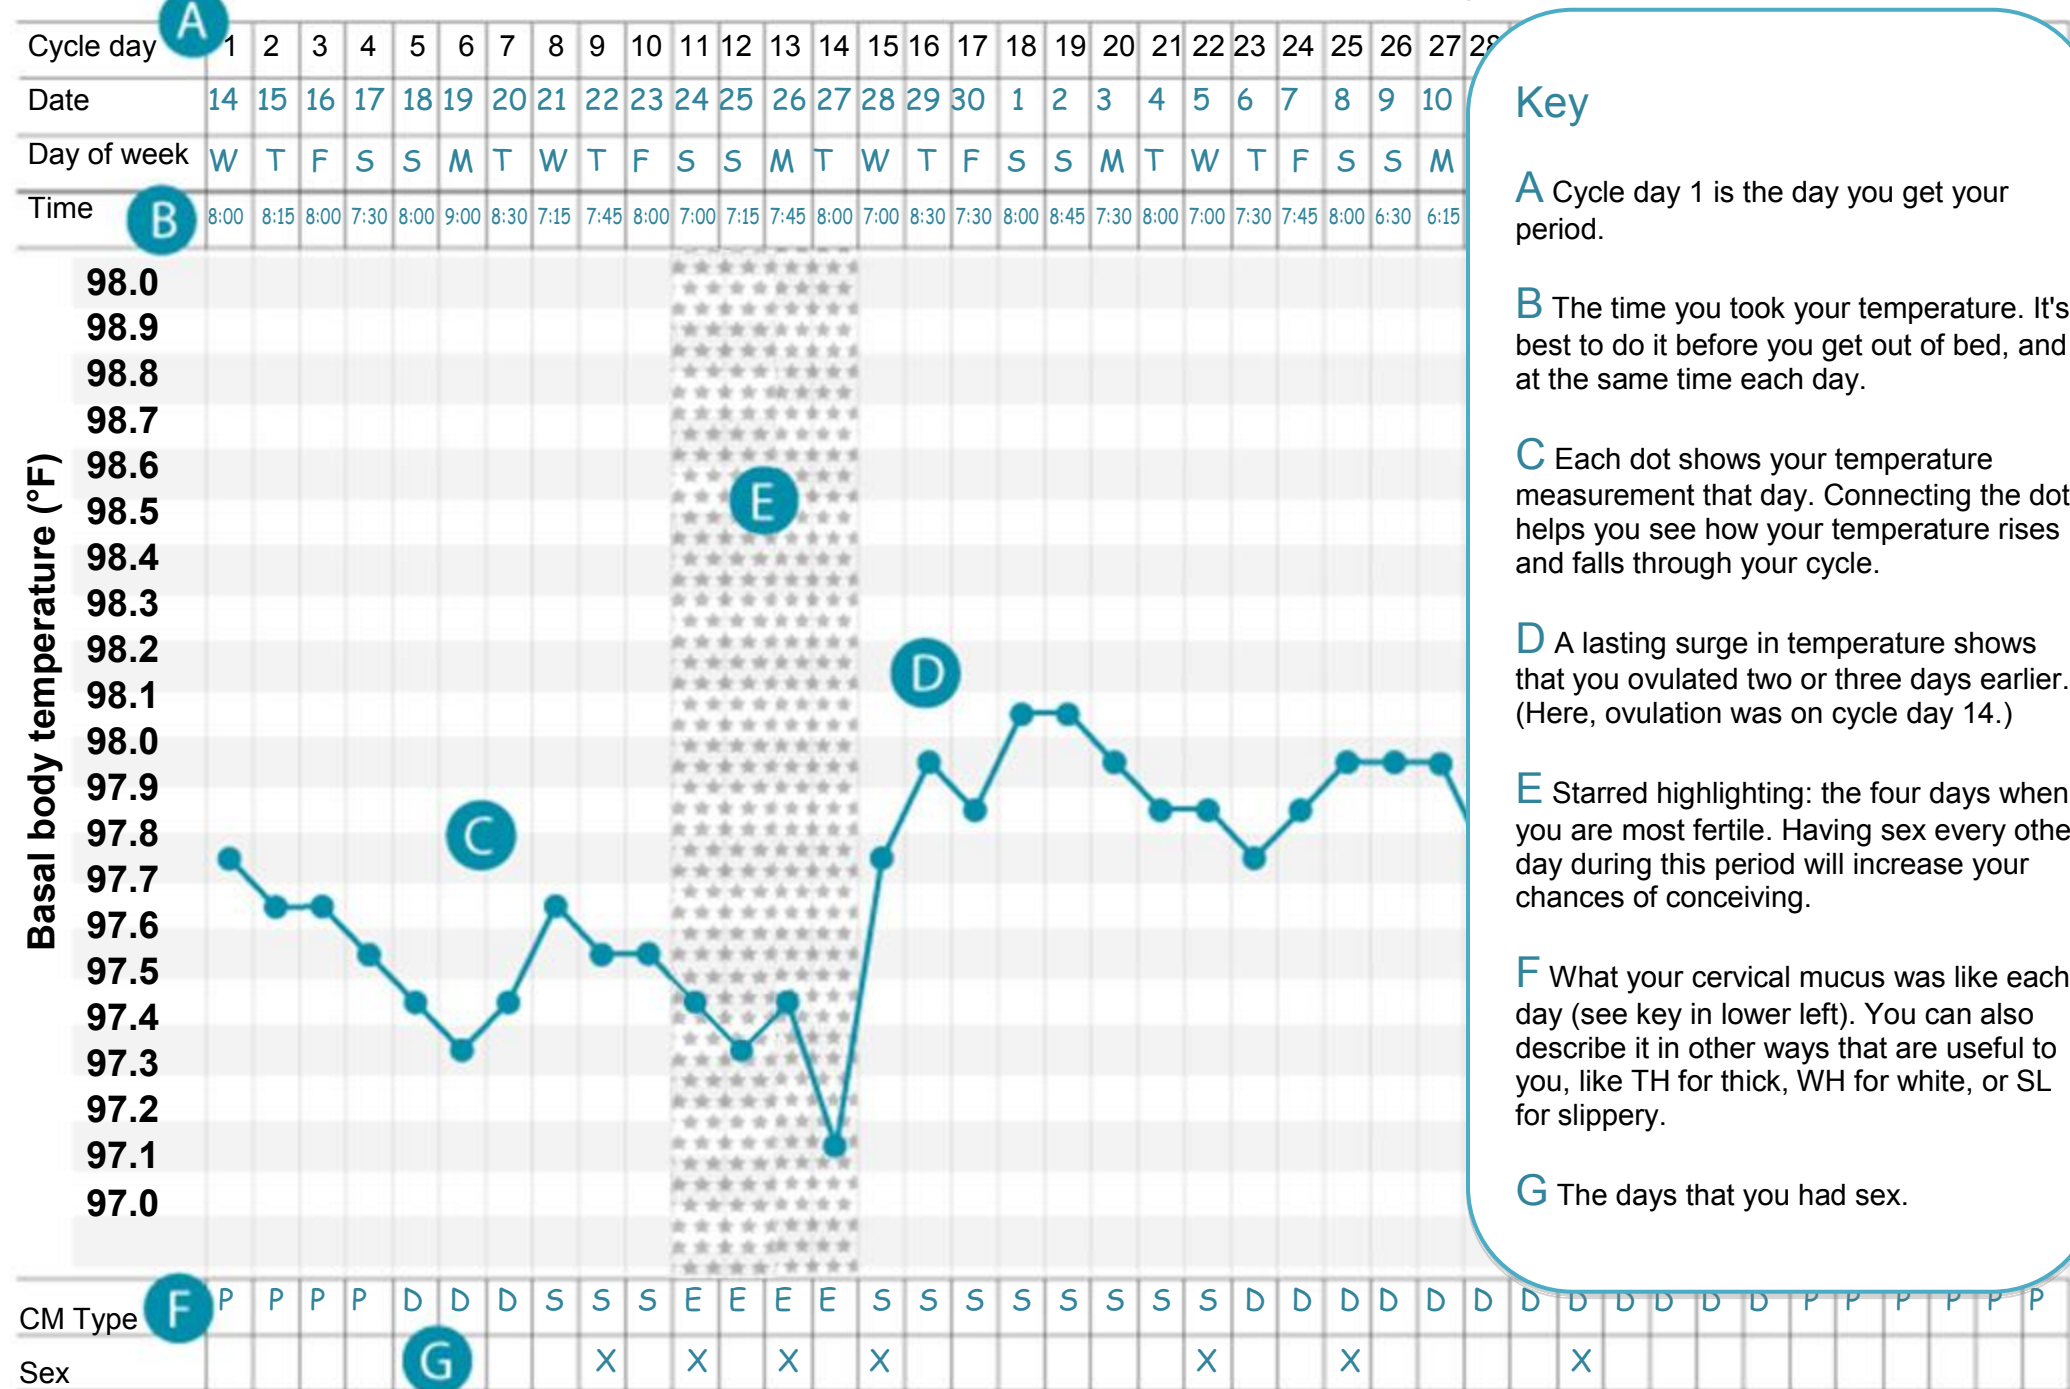 A
Cycle day 1 2 3 4 5 6 7 8 9 10 11 12 13 14 15 16 17 18 19 20 21 22 23 24 25 26 27 28
Date 14 15 16 17 18 19 20 21 22 23 24 25 26 27 28 29 30 1 2 3 4 5 6 7 8 9 10
Day of week W T F S S M T W T F S S M T W T F S S M T W T F S S M
Time B 8:00 8:15 8:00 7:30 8:00 9:00 8:30 7:15 7:45 8:00 7:00 7:15 7:45 8:00 7:00 8:30 7:30 8:00 8:45 7:30 8:00 7:00 7:30 7:45 8:00 6:30 6:15
Basal body temperature (°F)
98.0
98.9
98.8
98.7
98.6
98.5
98.4
98.3
98.2
98.1
98.0
97.9
97.8
97.7
97.6
97.5
97.4
97.3
97.2
97.1
97.0
E
D
C
CM Type F P P P P D D D S S S E E E E S S S S S S S S D D D D D D D D D D D D P P P P P P
G
Sex X X X X X X X
Key
A Cycle day 1 is the day you get your
period.
B The time you took your temperature. It's
best to do it before you get out of bed, and
at the same time each day.
C Each dot shows your temperature
measurement that day. Connecting the dot
helps you see how your temperature rises
and falls through your cycle.
D A lasting surge in temperature shows
that you ovulated two or three days earlier.
(Here, ovulation was on cycle day 14.)
E Starred highlighting: the four days when
you are most fertile. Having sex every othe
day during this period will increase your
chances of conceiving.
F What your cervical mucus was like each
day (see key in lower left). You can also
describe it in other ways that are useful to
you, like TH for thick, WH for white, or SL
for slippery.
G The days that you had sex.